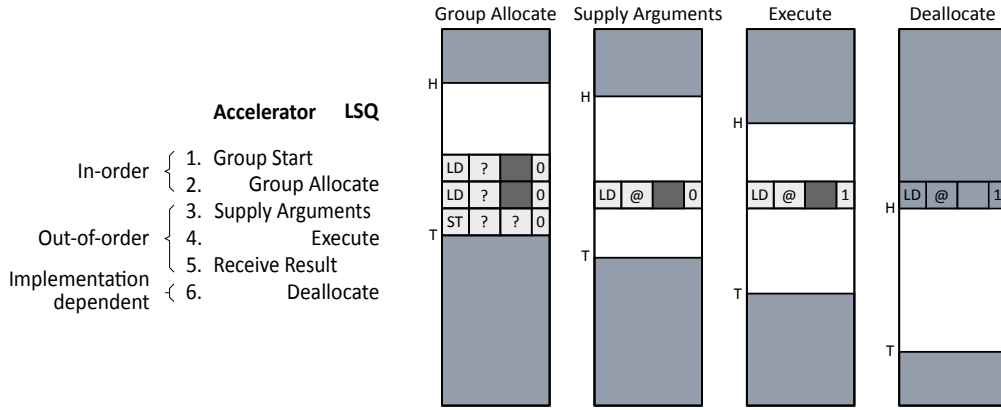 Group Allocate Supply Arguments Execute Deallocate
Accelerator LSQ
In-order
1. Group Start
2. Group Allocate
Out-of-order
3. Supply Arguments
4. Execute
5. Receive Result
Implementation
dependent
6. Deallocate
H
LD ? 0
LD ? 0
ST ? ? 0
T
H
LD @ 0
T
H
LD @ 1
T
LD @ 1
H
T